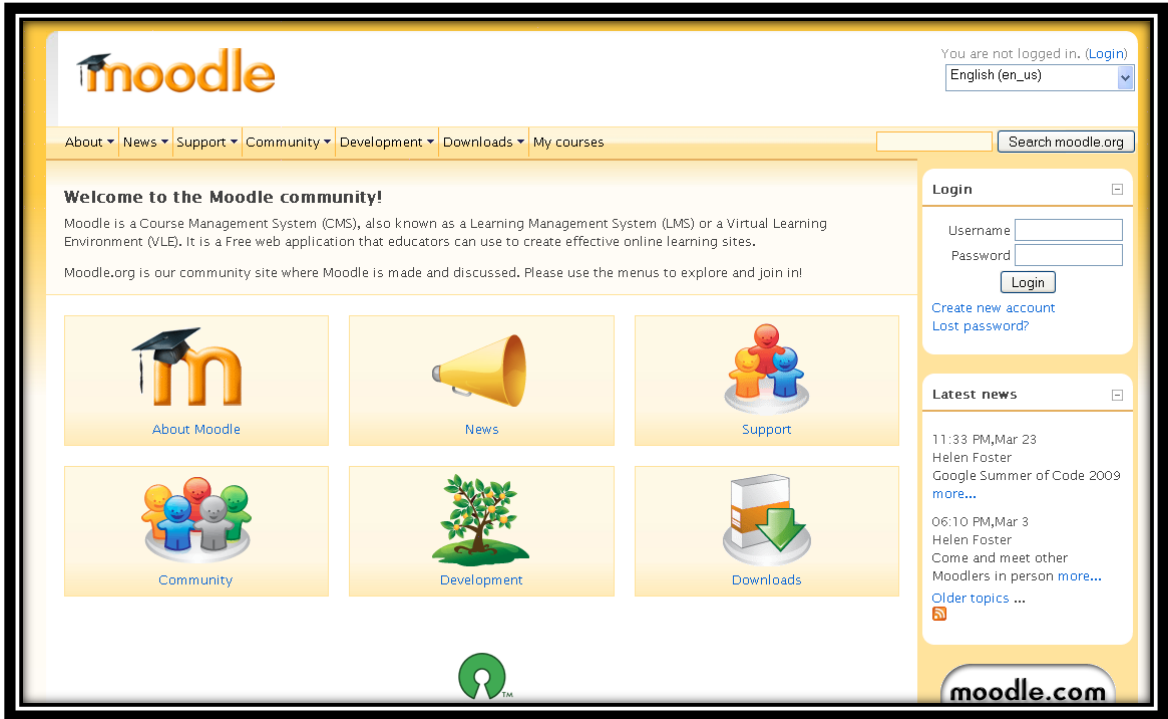 moodle
You are not logged in. (Login)
English (en_us)
About News Support Community Development Downloads My courses
Search moodle.org
Welcome to the Moodle community!
Moodle is a Course Management System (CMS), also known as a Learning Management System (LMS) or a Virtual Learning
Environment (VLE). It is a Free web application that educators can use to create effective online learning sites.
Moodle.org is our community site where Moodle is made and discussed. Please use the menus to explore and join in!
m
About Moodle
News
Support
Community
Development
Downloads
TM
Login
Username
Password
Login
Create new account
Lost password?
Latest news
11:33 PM,Mar 23
Helen Foster
Google Summer of Code 2009
more...
06:10 PM,Mar 3
Helen Foster
Come and meet other
Moodlers in person more...
Older topics ...
moodle.com